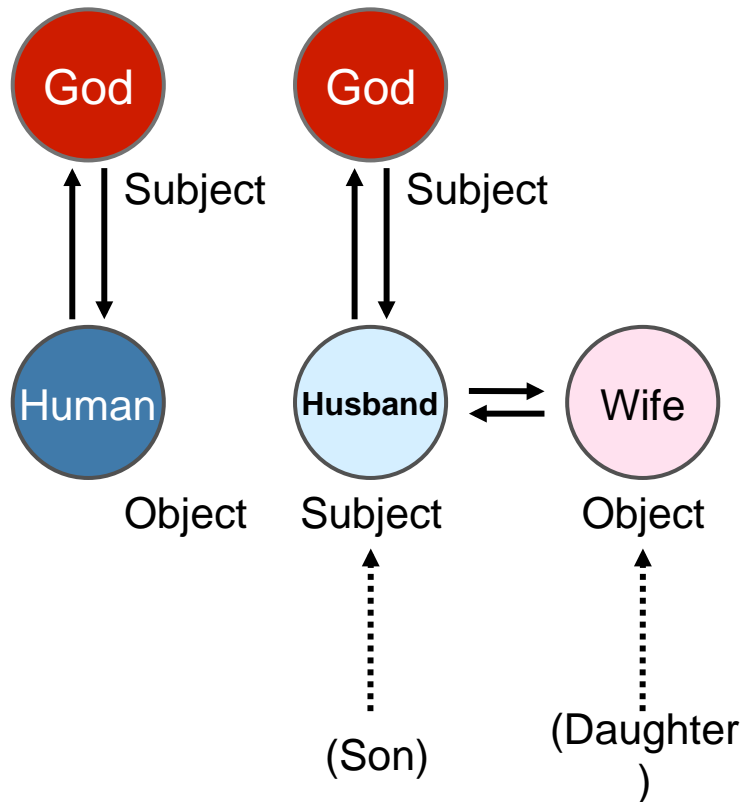 God God
Subject Subject
Human Husband Wife
Object Subject Object
(Son) (Daughter
)